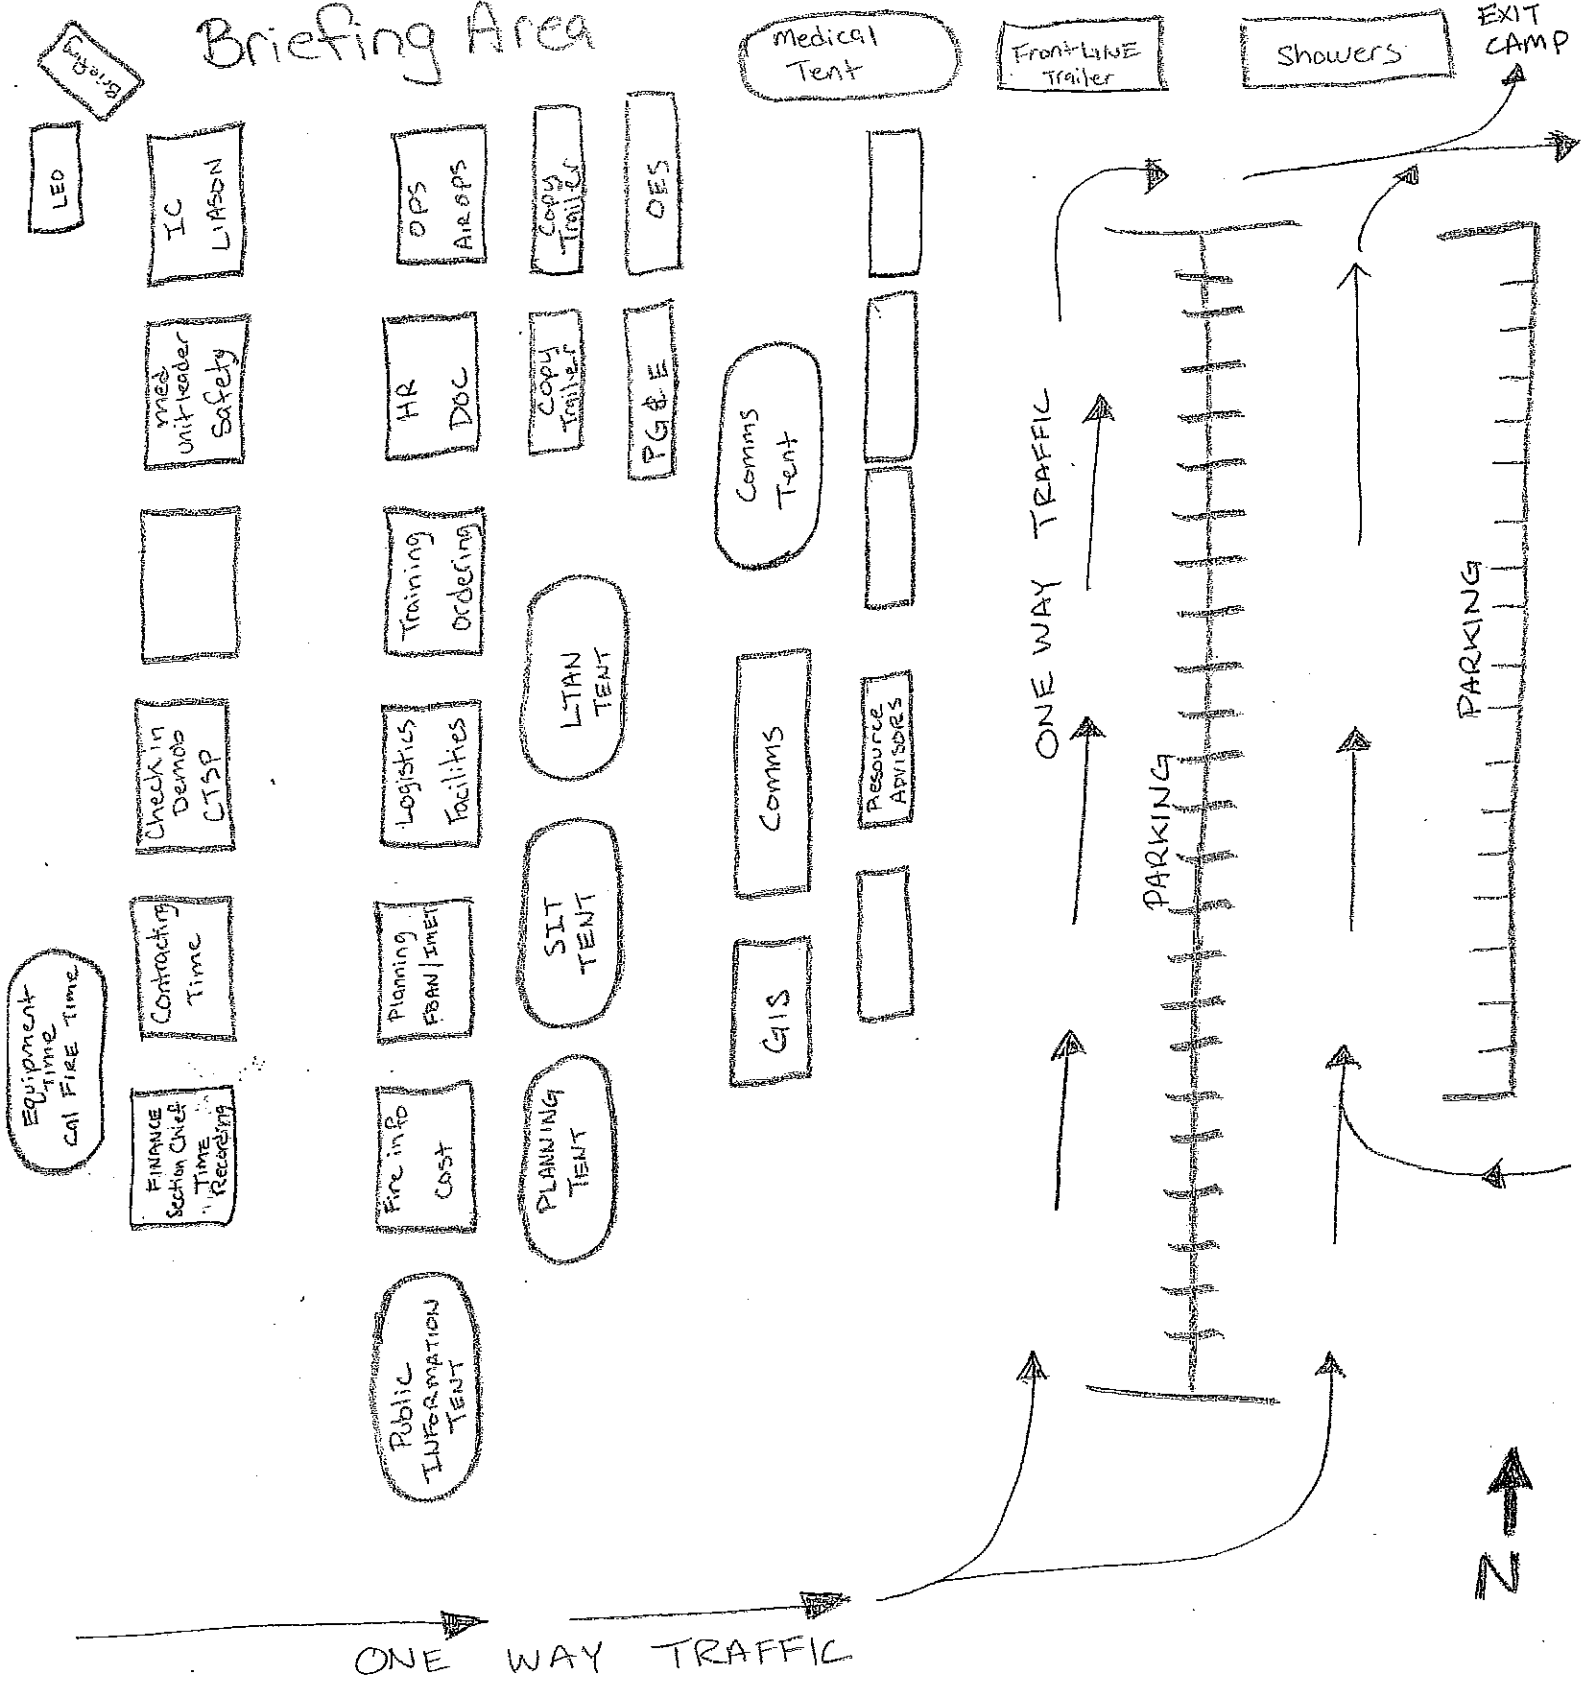 Briefing Area
Briefing
Medical
Tent
Front-LINE
Trailer
Showers
EXIT
CAMP
LEO
IC
LIASON
OPS
AIROPS
Copy
Trailer
OES
Med
unit leader
Safety
HR
DOC
Copy
Trailer
PG&E
Comms
Tent
Training
Ordering
LTAN
TENT
Check in
Demob
CTSP
Logistics
Facilities
Comms
Resource
ADVISORS
ONE WAY TRAFFIC
PARKING
PARKING
Equipment
TIME
Cal FIRE Time
Contracting
Time
Planning
FBAN/IMET
SIT
TENT
GIS
FINANCE
Section Chief
TIME
Recording
Fire info
Cost
PLANNING
TENT
Public
INFORMATION
TENT
N
ONE WAY TRAFFIC